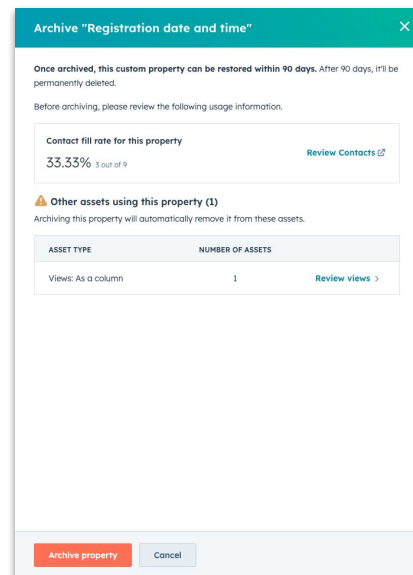 Archive "Registration date and time"
Once archived, this custom property can be restored within 90 days. After 90 days, it'll be
permanently deleted.
Before archiving, please review the following usage information.
Contact fill rate for this property
33.33% 3 out of 9
Review Contacts
Other assets using this property (1)
Archiving this property will automatically remove it from these assets.
ASSET TYPE NUMBER OF ASSETS
Views: As a column 1 Review views >
Archive property Cancel